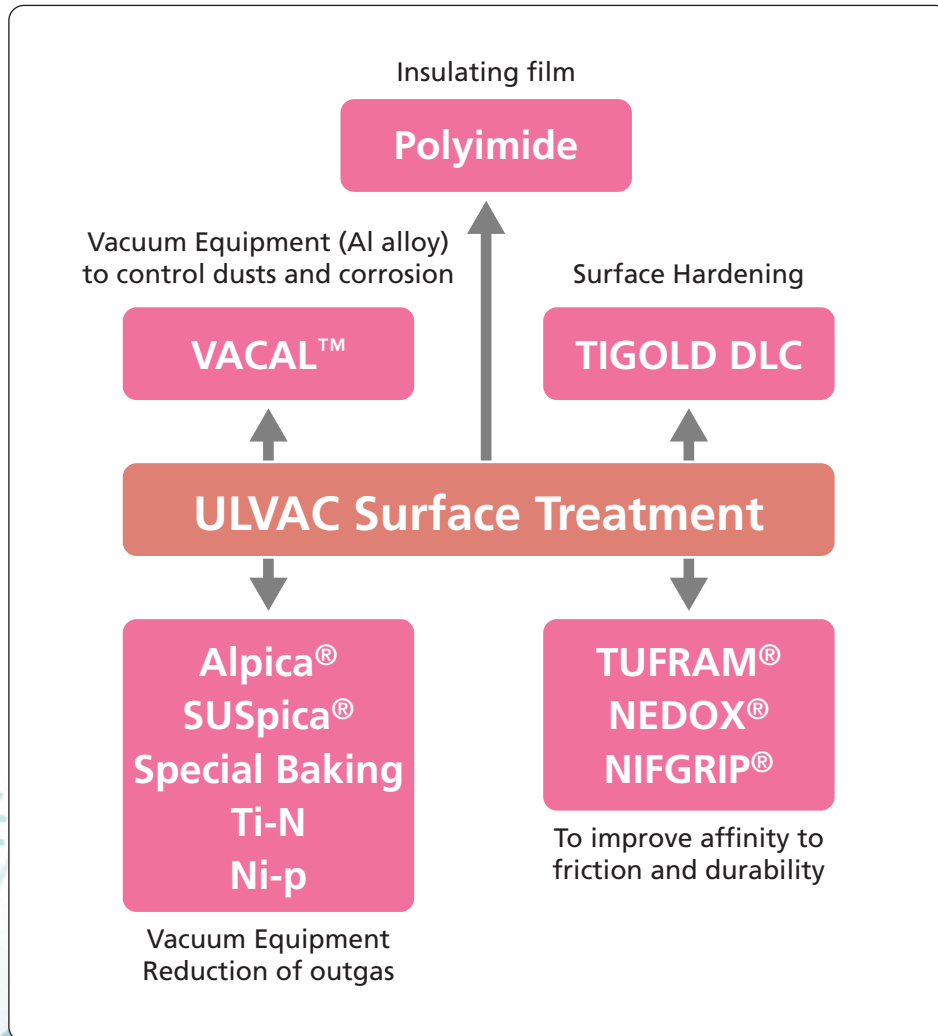 Insulating film
Polyimide
Vacuum Equipment (Al alloy)
to control dusts and corrosion
VACAL™
Surface Hardening
TIGOLD DLC
ULVAC Surface Treatment
Alpica®
SUSpica®
Special Baking
Ti-N
Ni-p
Vacuum Equipment
Reduction of outgas
TUFRAM®
NEDOX®
NIFGRIP®
To improve affinity to
friction and durability